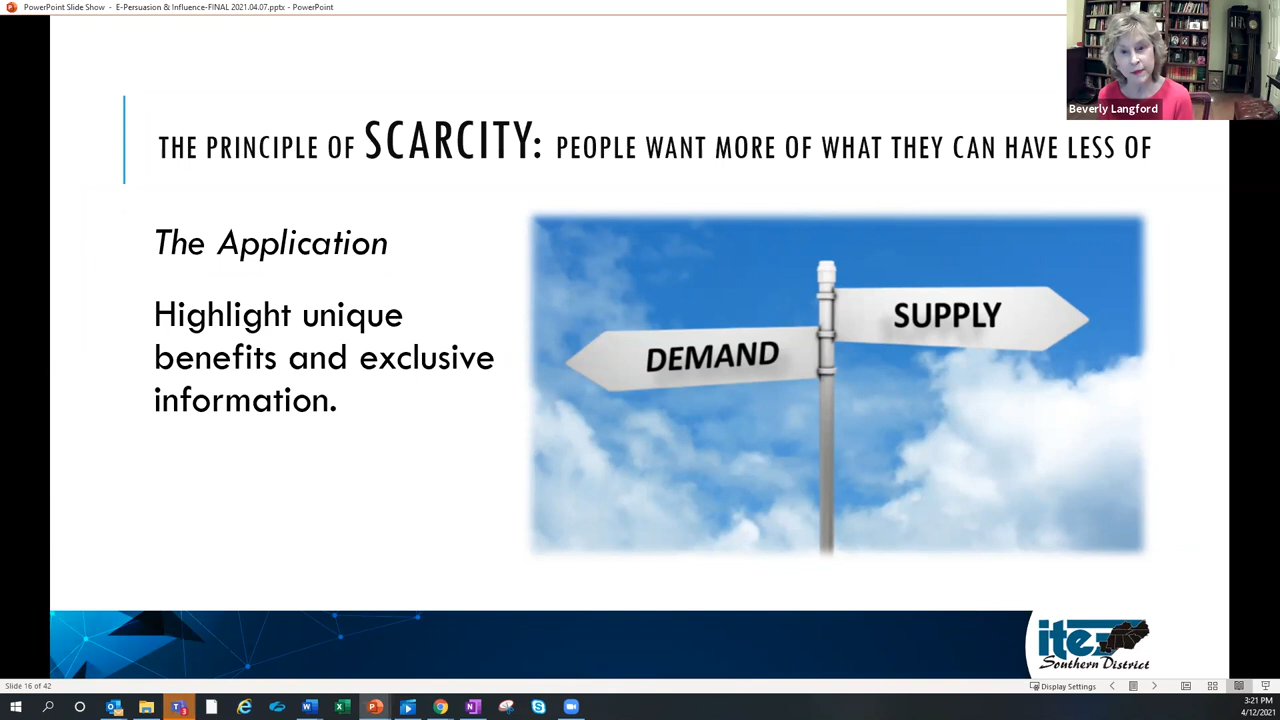 PowerPoint Slide Show - E-Persuasion & Influence-FINAL 2021.04.07.pptx - PowerPoint
Beverly Langford
THE PRINCIPLE OF SCARCITY: PEOPLE WANT MORE OF WHAT THEY CAN HAVE LESS OF
The Application
Highlight unique
benefits and exclusive
information.
SUPPLY
DEMAND
ite
Southern District
Slide 16 of 42
Display Settings
3:21 PM
4/12/2021